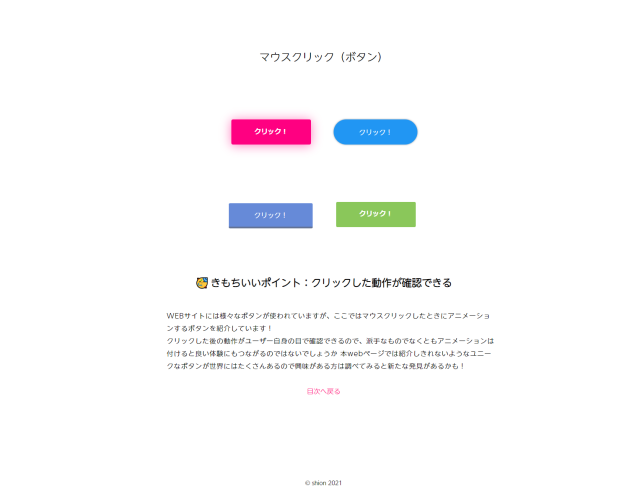 マウスクリック（ボタン）
クリック！
クリック！
クリック！
クリック！
きもちいいポイント：クリックした動作が確認できる
WEBサイトには様々なボタンが使われていますが、ここではマウスクリックしたときにアニメーショ
ンするボタンを紹介しています！
クリックした後の動作がユーザー自身の目で確認できるので、派手なものでなくともアニメーションは
付けると良い体験にもつながるのではないでしょうか 本webページでは紹介しきれないようなユニー
クなボタンが世界にはたくさんあるので興味がある方は調べてみると新たな発見があるかも！
目次へ戻る
© shion 2021